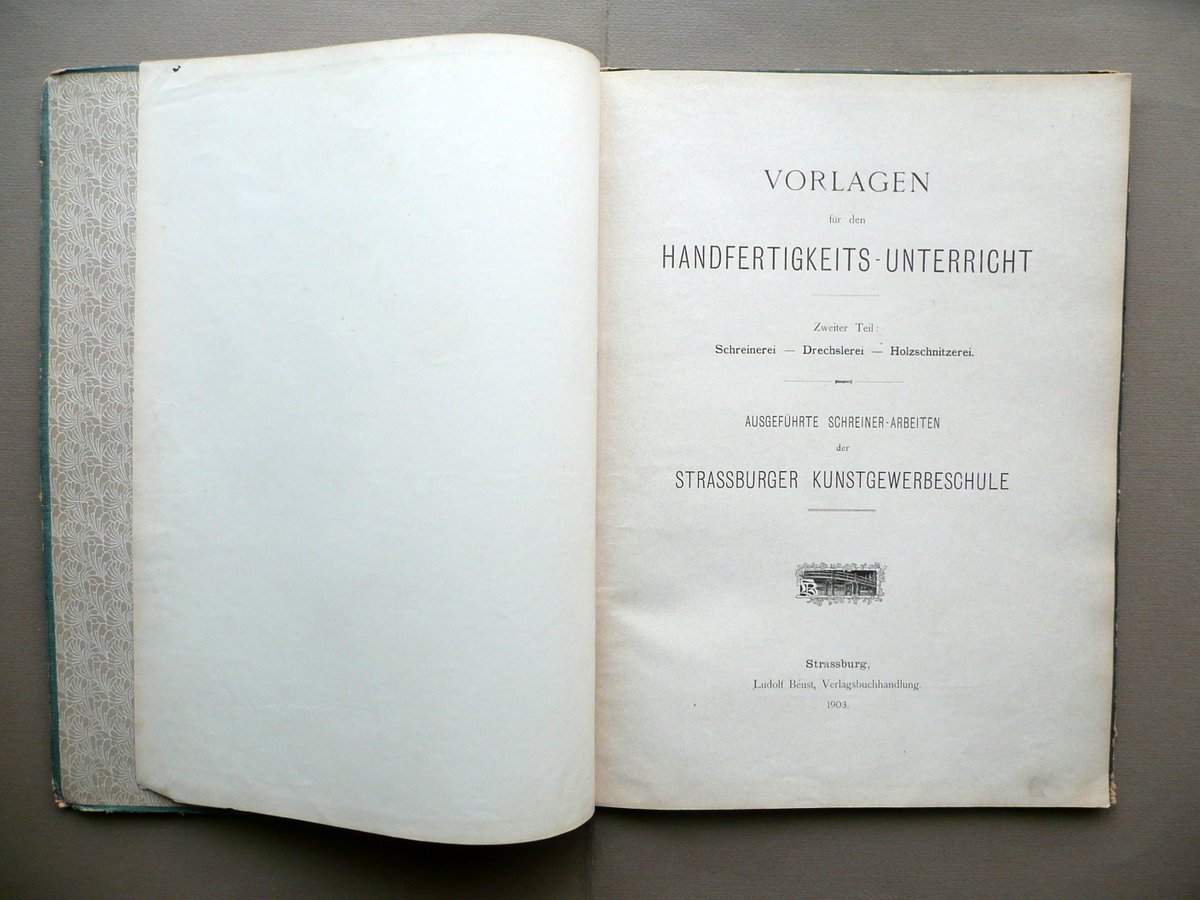 VORLAGEN
für den
HANDFERTIGKEITS-UNTERRICHT
Zweiter Teil:
Schreinerei — Drechslerei — Holzschnitzerei.
AUSGEFÜHRTE SCHREINER-ARBEITEN
der
STRASSBURGER KUNSTGEWERBESCHULE
LB
Strassburg,
Ludolf Beust, Verlagsbuchhandlung.
1903.